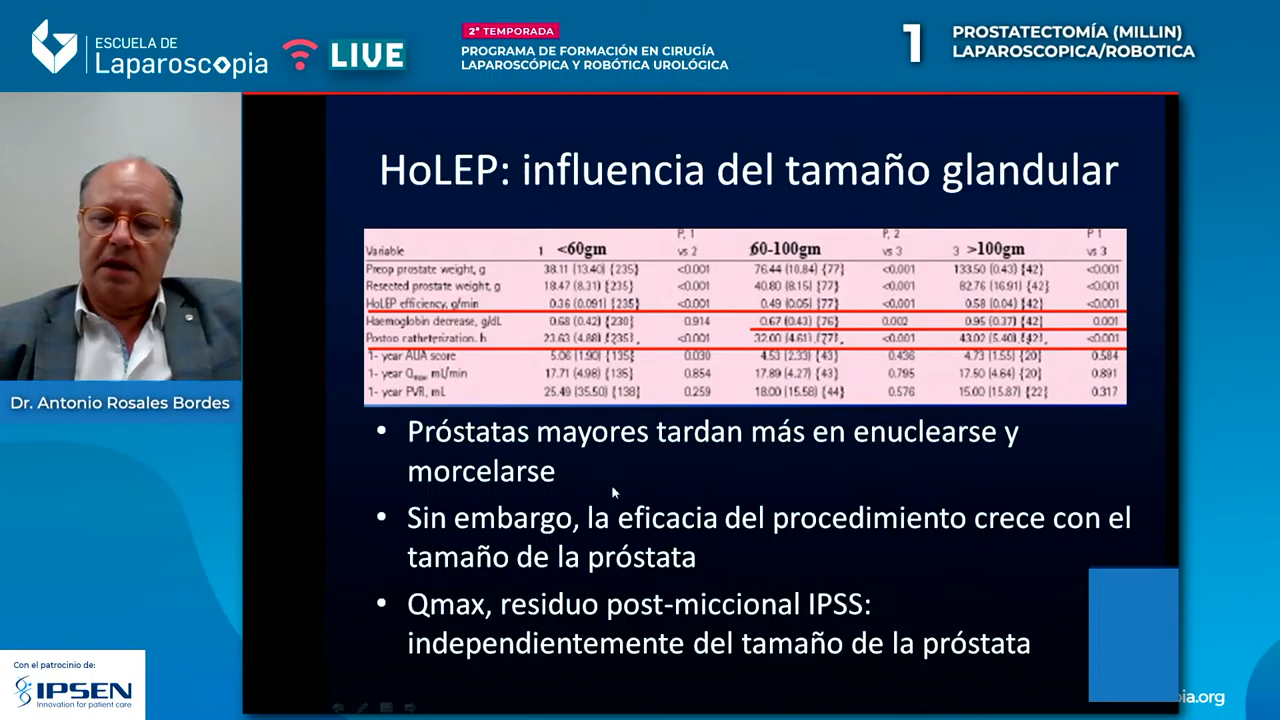 ESCUELA DE
Laparoscopia
LIVE
2ª TEMPORADA
PROGRAMA DE FORMACIÓN EN CIRUGÍA
LAPAROSCÓPICA Y ROBÓTICA UROLÓGICA
1
PROSTATECTOMÍA (MILLIN)
LAPAROSCOPICA/ROBOTICA
HoLEP: influencia del tamaño glandular
P, 1 P, 2 P 1
Variable 1 <60gm vs 2 60-100gm vs 3 3 >100gm vs 3
Preop prostate weight, g 38.11 (13.40) {235} <0.001 76.44 (10.84) {77} <0.001 133.50 (0.43) {42} <0.001
Resected prostate weight, g 18.47 (8.31) {235} <0.001 40.80 (8.15) {77} <0.001 82.76 (16.91) {42} <0.001
HoLEP efficiency, g/min 0.36 (0.091) {235} <0.001 0.49 (0.05) {77} <0.001 0.58 (0.04) {42} <0.001
Haemoglobin decrease, g/dL 0.68 (0.42) {230} 0.914 0.67 (0.43) {76} 0.002 0.95 (0.37) {42} 0.001
Postop catheterization, h 23.63 (4.88) {235} <0.001 32.00 (4.61) {77} <0.001 43.02 (5.40) {42} <0.001
1- year AUA score 5.06 (1.90) {135} 0.030 4.53 (2.33) {43} 0.436 4.73 (1.55) {20} 0.584
1- year Qmax, mL/min 17.71 (4.98) {135} 0.854 17.89 (4.27) {43} 0.795 17.50 (4.64) {20} 0.891
1- year PVR, mL 25.49 (35.50) {138} 0.259 18.00 (15.58) {44} 0.576 15.00 (15.87) {22} 0.317
• Próstatas mayores tardan más en enuclearse y
morcelarse
• Sin embargo, la eficacia del procedimiento crece con el
tamaño de la próstata
• Qmax, residuo post-miccional IPSS:
independientemente del tamaño de la próstata
Dr. Antonio Rosales Bordes
Con el patrocinio de:
IPSEN
Innovation for patient care
ia.org